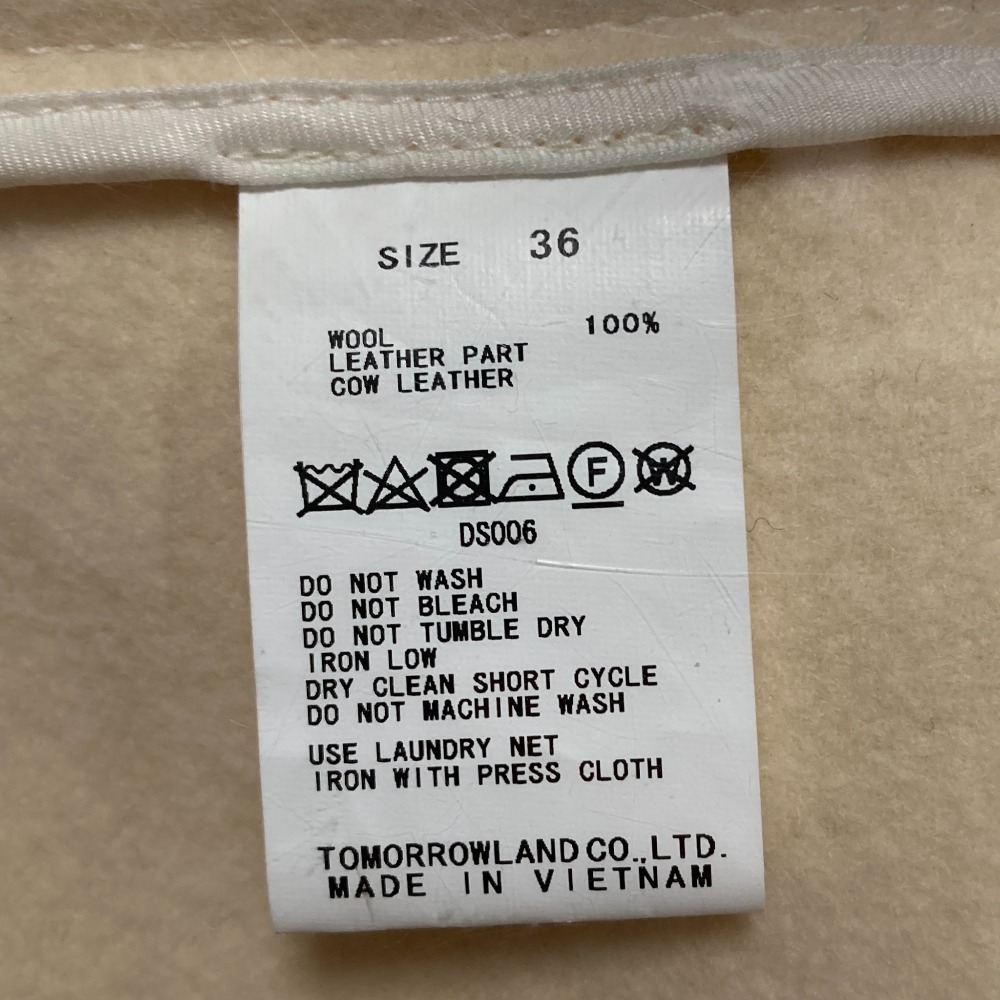 SIZE 36
WOOL 100%
LEATHER PART
COW LEATHER
F W
DS006
DO NOT WASH
DO NOT BLEACH
DO NOT TUMBLE DRY
IRON LOW
DRY CLEAN SHORT CYCLE
DO NOT MACHINE WASH
USE LAUNDRY NET
IRON WITH PRESS CLOTH
TOMORROWLAND CO.,LTD.
MADE IN VIETNAM